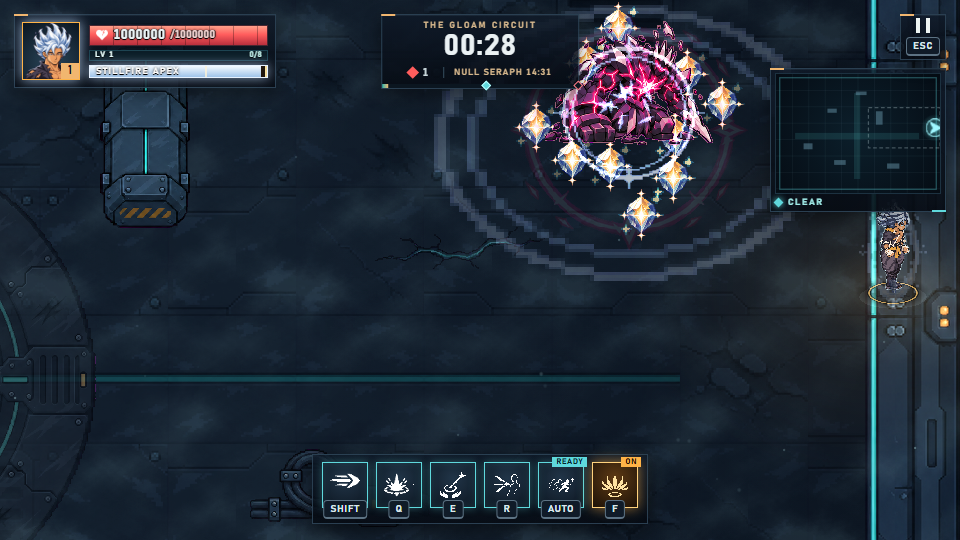 1000000 /1000000
LV 1 0/8
STILLFIRE APEX
1
THE GLOAM CIRCUIT
00:28
1 NULL SERAPH 14:31
ESC
CLEAR
READY ON
SHIFT Q E R AUTO F